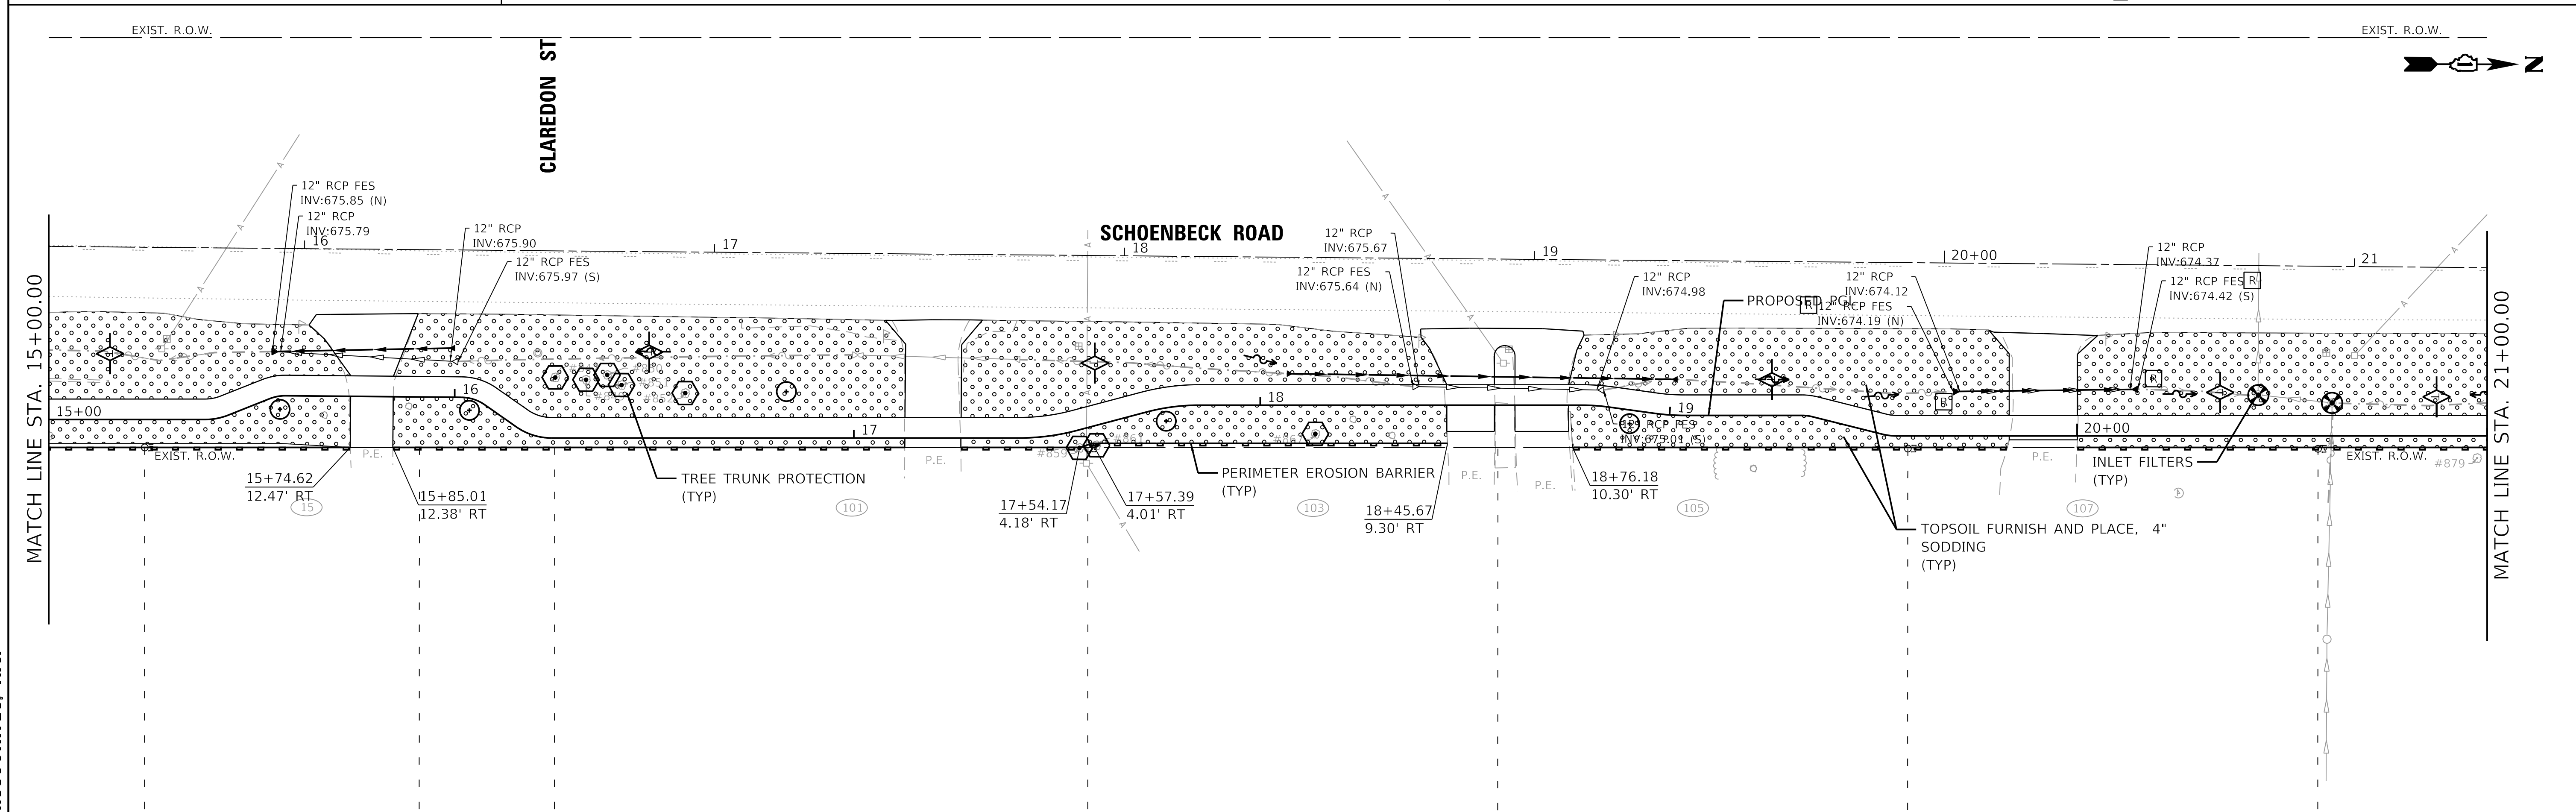 EXIST. R.O.W.
EXIST. R.O.W.
N
CLAREDON ST
12" RCP FES
INV:675.85 (N)
12" RCP
INV:675.79
12" RCP
INV:675.90
12" RCP FES
INV:675.97 (S)
SCHOENBECK ROAD
12" RCP
INV:675.67
12" RCP FES
INV:675.64 (N)
12" RCP
INV:674.98
PROPOSED PGL
12" RCP
INV:674.12
12" RCP FES
INV:674.19 (N)
12" RCP
INV:674.37
12" RCP FES
INV:674.42 (S)
16
17
18
19
20+00
21
A
A
A
A
A
A
A
A
A
A
R
R
R
R
MATCH LINE STA. 15+00.00
MATCH LINE STA. 21+00.00
15+00
16
17
18
19
20+00
12" RCP FES
INV:675.01 (S)
EXIST. R.O.W.
EXIST. R.O.W.
P.E.
P.E.
P.E.
P.E.
P.E.
#859
#879
15+74.62
12.47' RT
15+85.01
12.38' RT
TREE TRUNK PROTECTION
(TYP)
17+54.17
4.18' RT
17+57.39
4.01' RT
PERIMETER EROSION BARRIER
(TYP)
18+45.67
9.30' RT
18+76.18
10.30' RT
INLET FILTERS
(TYP)
TOPSOIL FURNISH AND PLACE, 4"
SODDING
(TYP)
15
101
103
105
107